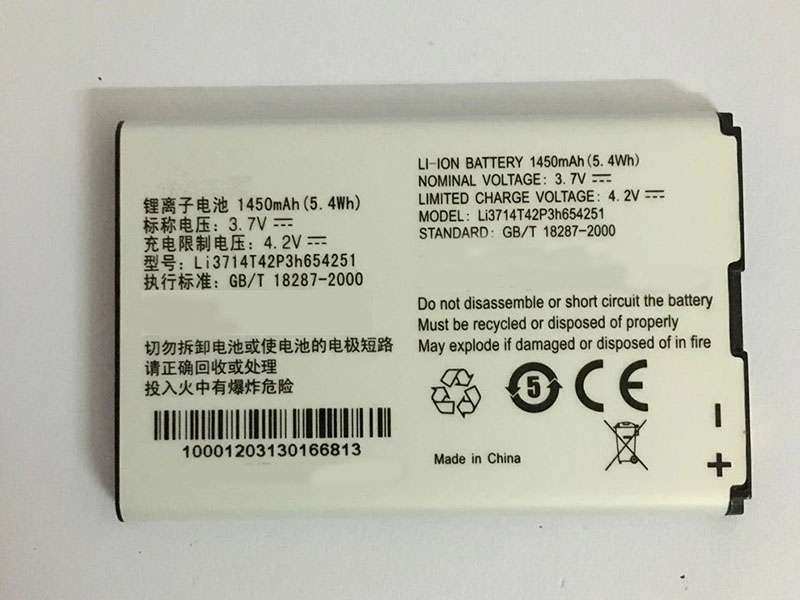 锂离子电池 1450mAh(5.4Wh)
标称电压: 3.7V
充电限制电压: 4.2V
型号: Li3714T42P3h654251
执行标准: GB/T 18287-2000
切勿拆卸电池或使电池的电极短路
请正确回收或处理
投入火中有爆炸危险
10001203130166813
LI-ION BATTERY 1450mAh(5.4Wh)
NOMINAL VOLTAGE: 3.7V
LIMITED CHARGE VOLTAGE: 4.2V
MODEL: Li3714T42P3h654251
STANDARD: GB/T 18287-2000
Do not disassemble or short circuit the battery
Must be recycled or disposed of properly
May explode if damaged or disposed of in fire
5 CE
Made in China
-
+